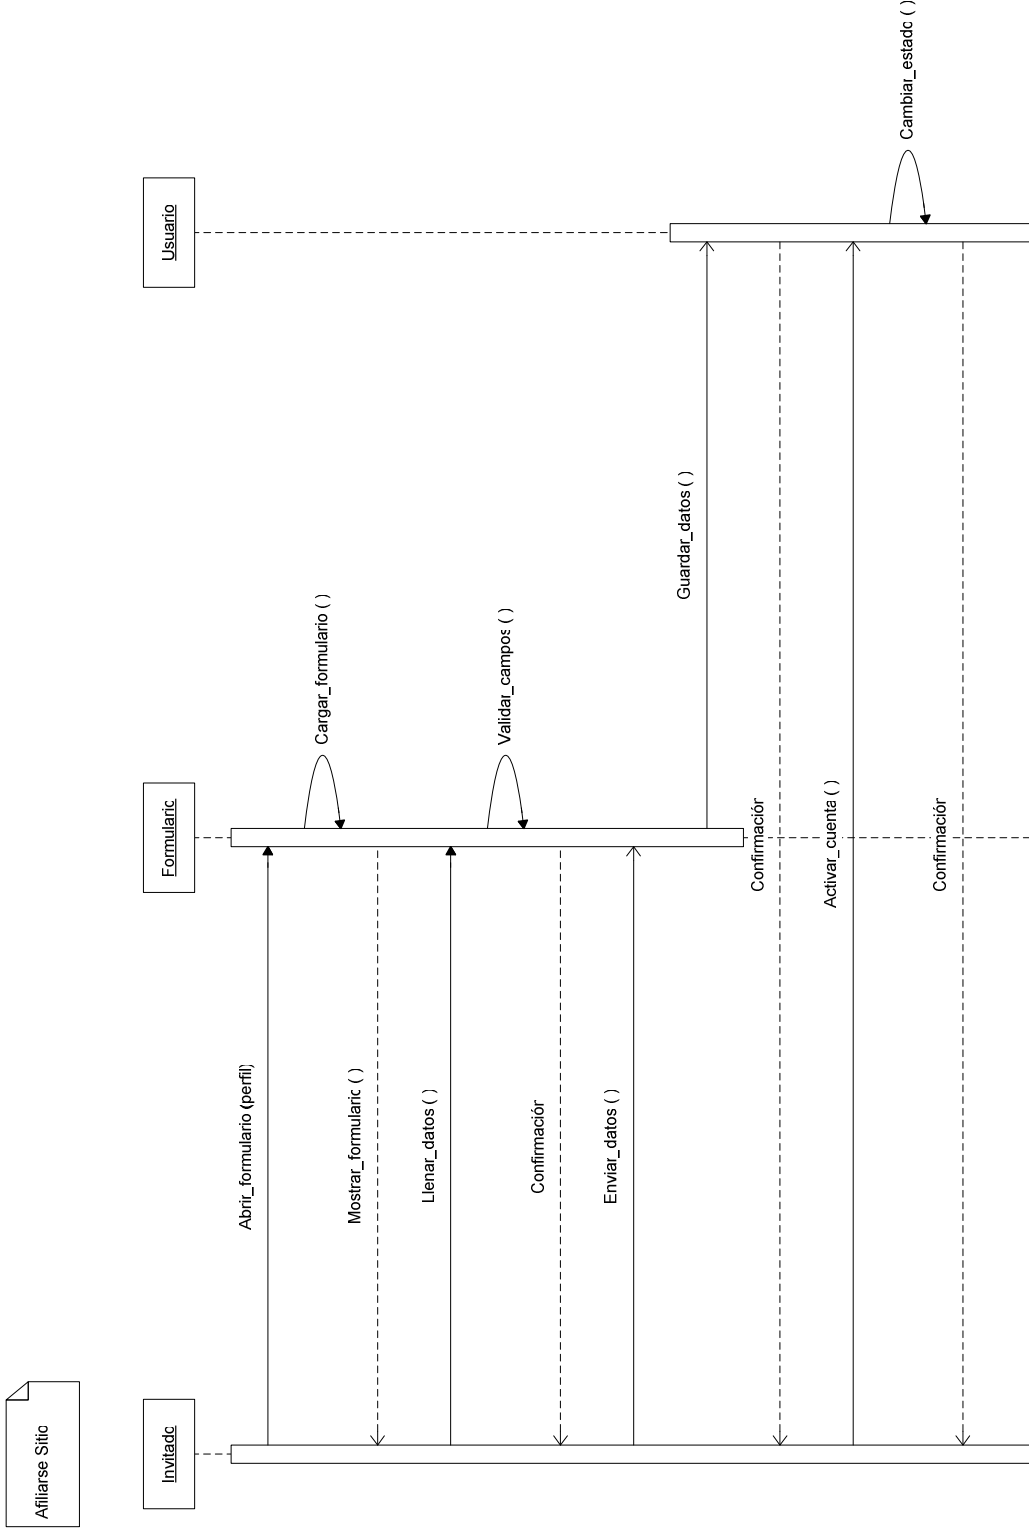 Afiliarse Sitio
Invitado
Formulario
Usuario
Abrir_formulario (perfil)
Cargar_formulario ( )
Mostrar_formulario ( )
Llenar_datos ( )
Validar_campos ( )
Confirmación
Enviar_datos ( )
Guardar_datos ( )
Confirmación
Activar_cuenta ( )
Cambiar_estado ( )
Confirmación